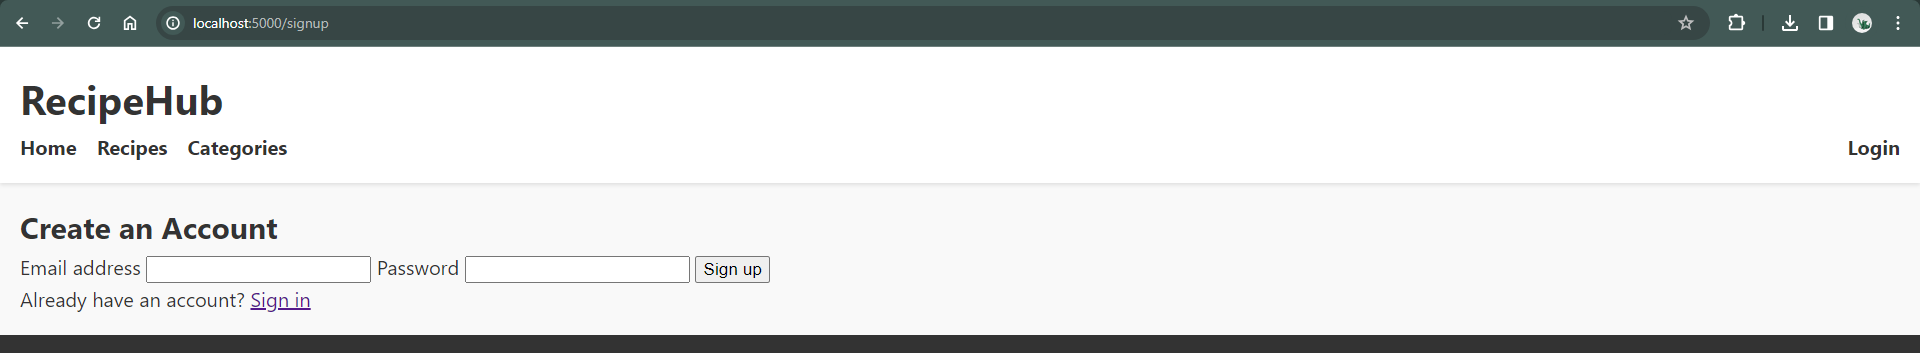 localhost:5000/signup
RecipeHub
Home Recipes Categories Login
Create an Account
Email address Password Sign up
Already have an account? Sign in